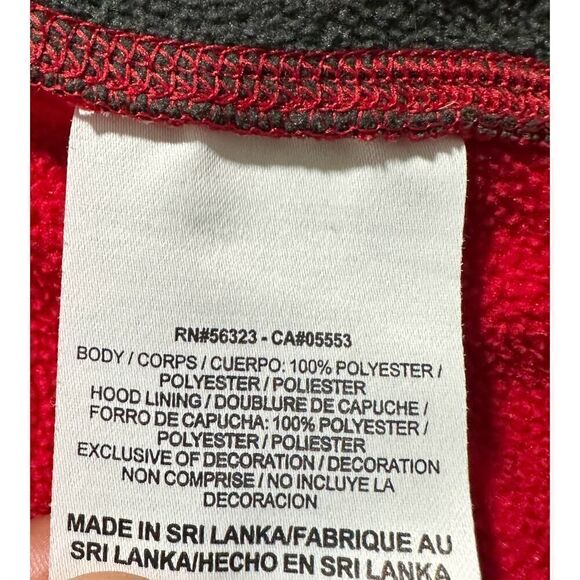 RN#56323 - CA#05553
BODY / CORPS / CUERPO: 100% POLYESTER /
POLYESTER / POLIESTER
HOOD LINING / DOUBLURE DE CAPUCHE /
FORRO DE CAPUCHA: 100% POLYESTER /
POLYESTER / POLIESTER
EXCLUSIVE OF DECORATION / DECORATION
NON COMPRISE / NO INCLUYE LA
DECORACION
MADE IN SRI LANKA/FABRIQUE AU
SRI LANKA/HECHO EN SRI LANKA